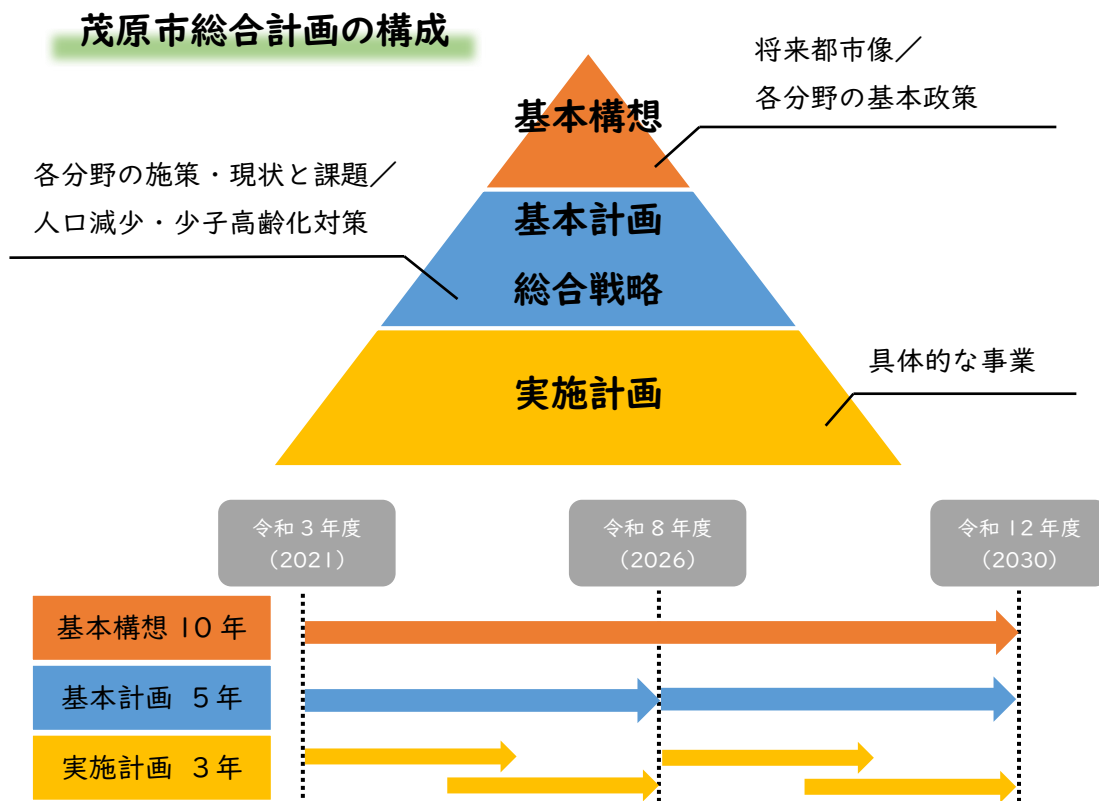 茂原市総合計画の構成
将来都市像／
各分野の基本政策
基本構想
各分野の施策・現状と課題／
人口減少・少子高齢化対策
基本計画
総合戦略
具体的な事業
実施計画
令和３年度
（2021）
令和８年度
（2026）
令和１２年度
（2030）
基本構想 10 年
基本計画 ５年
実施計画 ３年